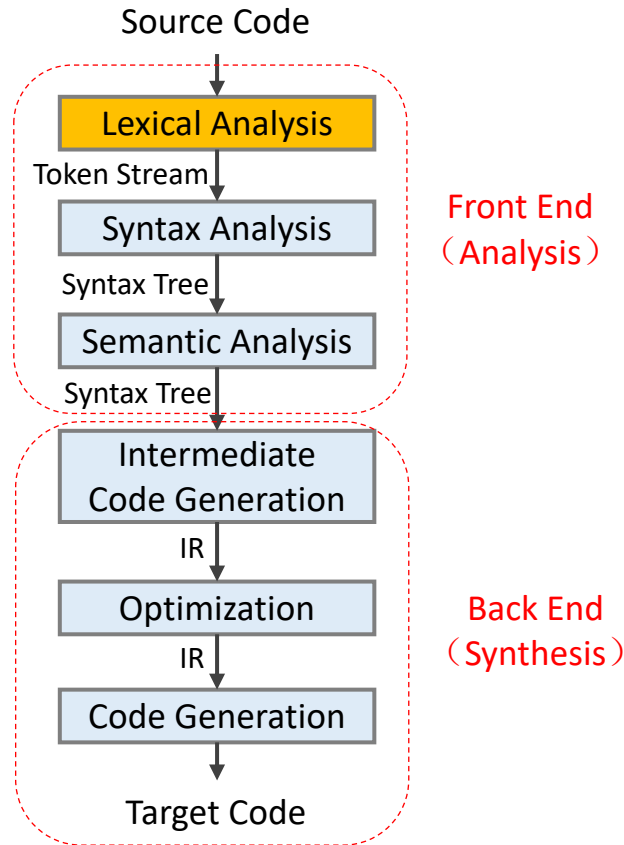 Source Code
Lexical Analysis
Token Stream
Syntax Analysis
Syntax Tree
Semantic Analysis
Syntax Tree
Front End
（Analysis）
Intermediate
Code Generation
IR
Optimization
IR
Code Generation
Target Code
Back End
（Synthesis）